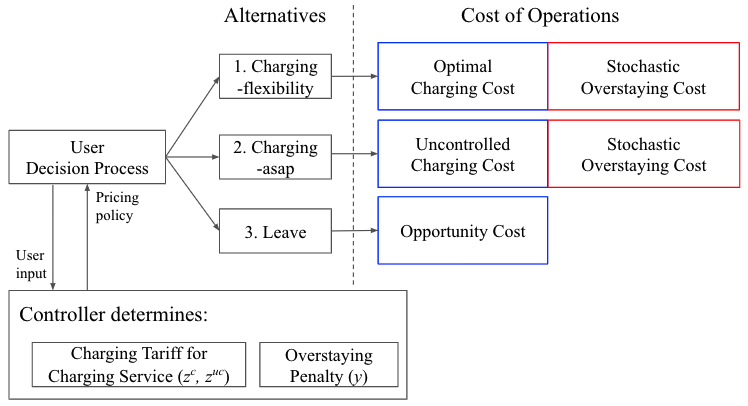 Alternatives
Cost of Operations
1. Charging
-flexibility
Optimal
Charging Cost
Stochastic
Overstaying Cost
User
Decision Process
2. Charging
-asap
Uncontrolled
Charging Cost
Stochastic
Overstaying Cost
3. Leave
Opportunity Cost
Pricing
policy
User
input
Controller determines:
Charging Tariff for
Charging Service (z^c, z^uc)
Overstaying
Penalty (y)